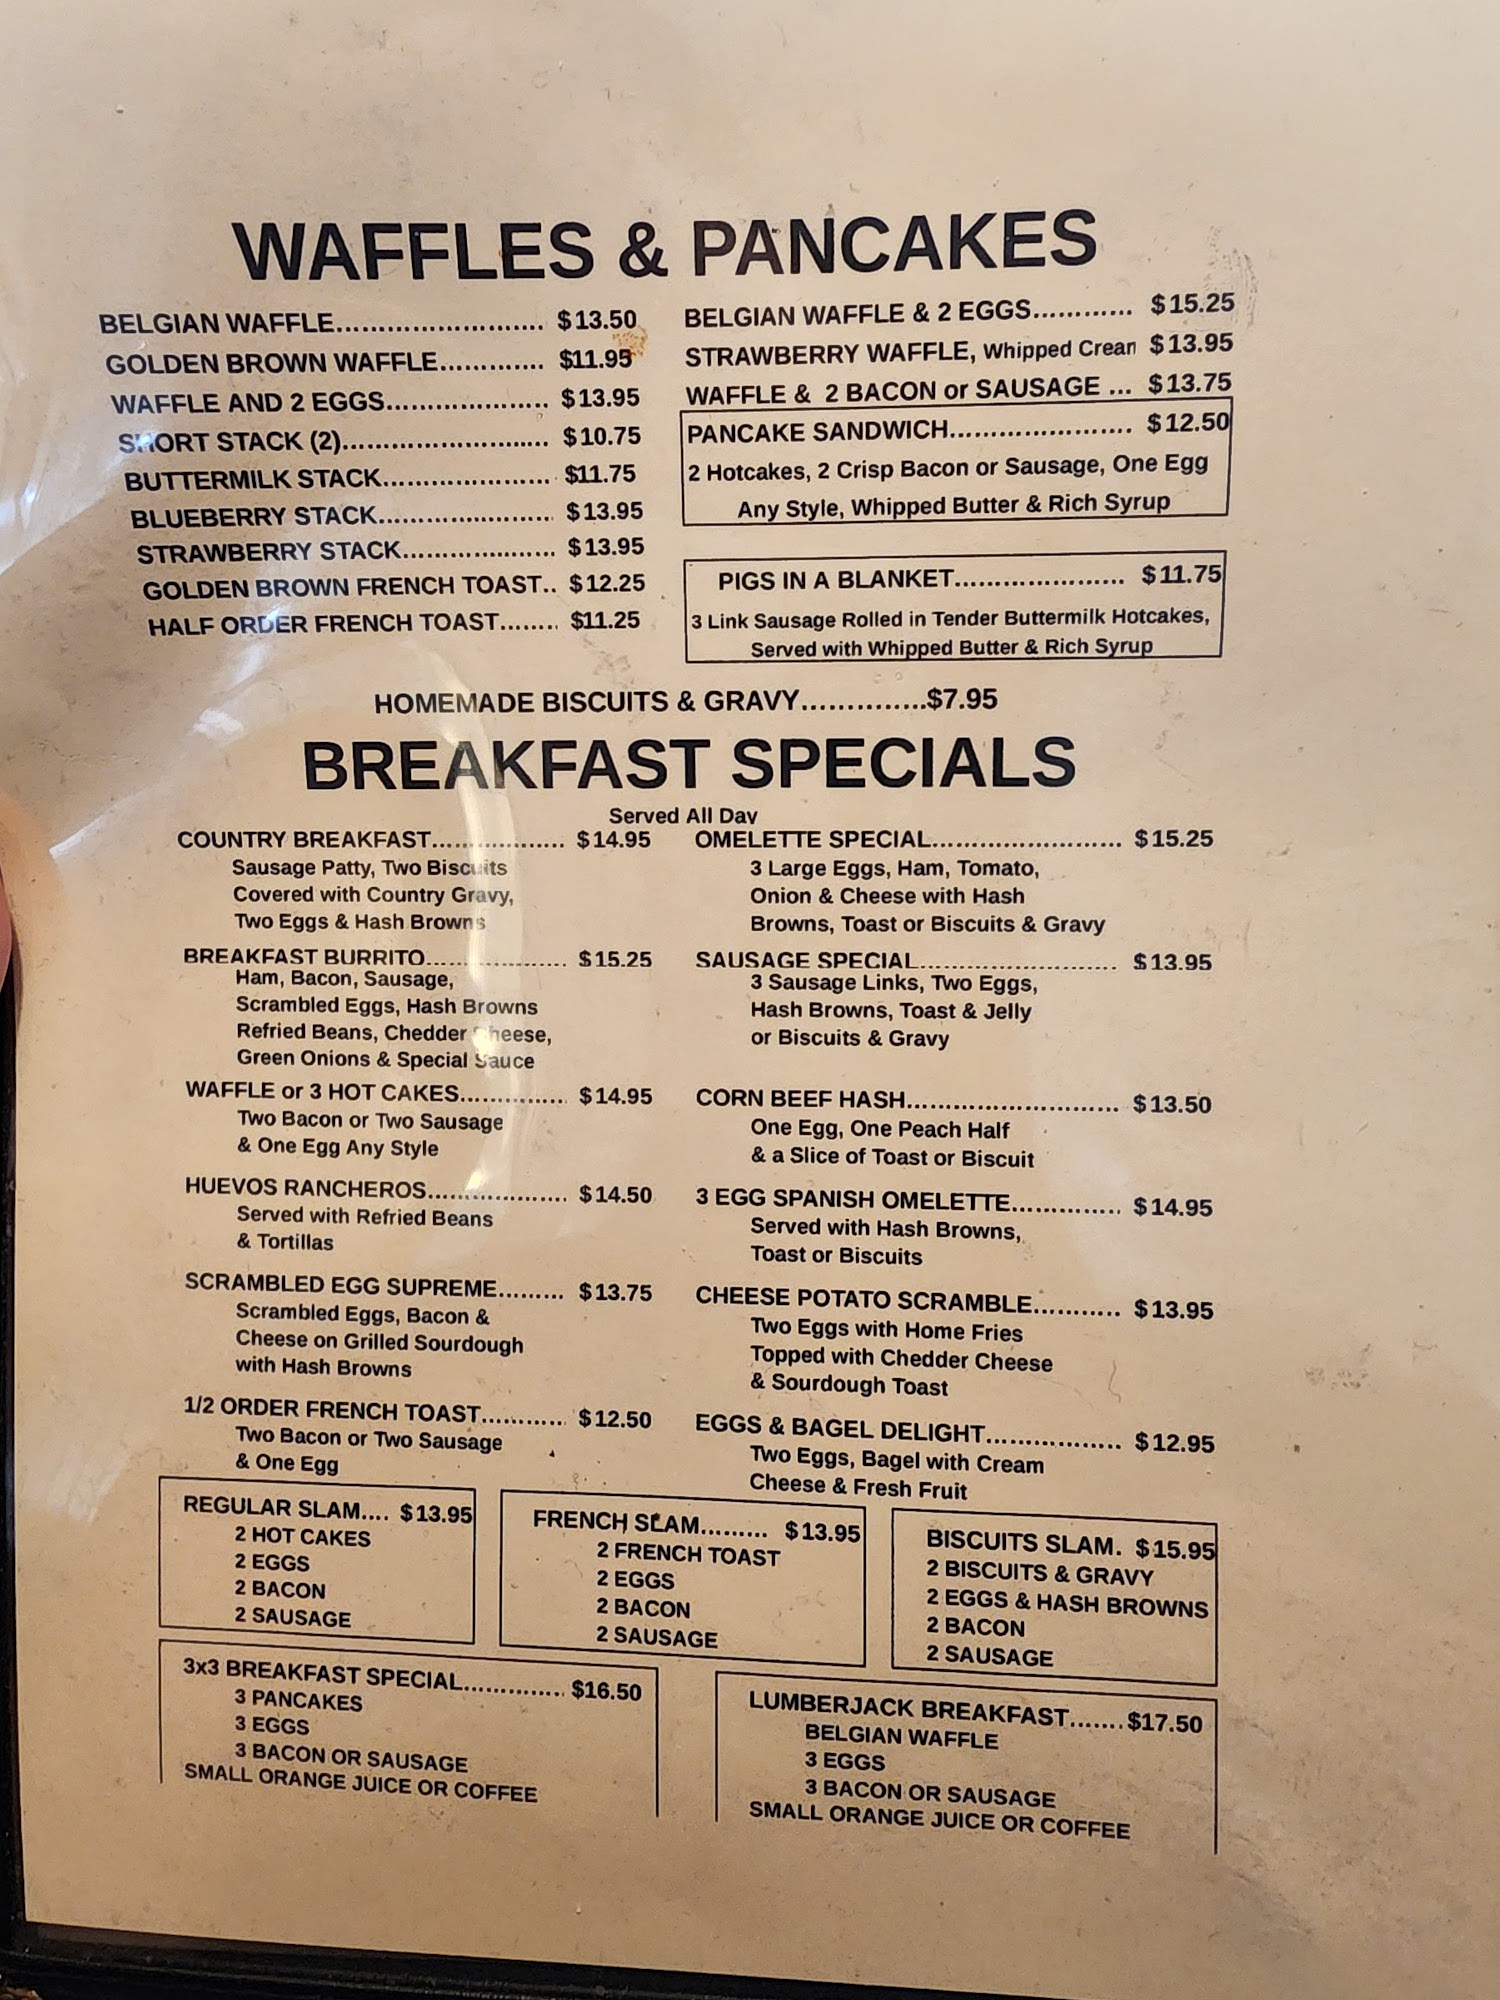 WAFFLES & PANCAKES
BELGIAN WAFFLE......................... $13.50
GOLDEN BROWN WAFFLE............. $11.95
WAFFLE AND 2 EGGS.................... $13.95
SHORT STACK (2)......................... $10.75
BUTTERMILK STACK..................... $11.75
BLUEBERRY STACK...................... $13.95
STRAWBERRY STACK................... $13.95
GOLDEN BROWN FRENCH TOAST.. $12.25
HALF ORDER FRENCH TOAST........ $11.25
BELGIAN WAFFLE & 2 EGGS............ $15.25
STRAWBERRY WAFFLE, Whipped Crean $13.95
WAFFLE & 2 BACON or SAUSAGE ... $13.75
PANCAKE SANDWICH...................... $12.50
2 Hotcakes, 2 Crisp Bacon or Sausage, One Egg
Any Style, Whipped Butter & Rich Syrup
PIGS IN A BLANKET..................... $11.75
3 Link Sausage Rolled in Tender Buttermilk Hotcakes,
Served with Whipped Butter & Rich Syrup
HOMEMADE BISCUITS & GRAVY..............$7.95
BREAKFAST SPECIALS
Served All Day
COUNTRY BREAKFAST.................. $14.95
Sausage Patty, Two Biscuits
Covered with Country Gravy,
Two Eggs & Hash Browns
BREAKFAST BURRITO...................... $15.25
Ham, Bacon, Sausage,
Scrambled Eggs, Hash Browns
Refried Beans, Chedder Cheese,
Green Onions & Special Sauce
WAFFLE or 3 HOT CAKES.............. $14.95
Two Bacon or Two Sausage
& One Egg Any Style
HUEVOS RANCHEROS................... $14.50
Served with Refried Beans
& Tortillas
SCRAMBLED EGG SUPREME......... $13.75
Scrambled Eggs, Bacon &
Cheese on Grilled Sourdough
with Hash Browns
1/2 ORDER FRENCH TOAST............ $12.50
Two Bacon or Two Sausage
& One Egg
OMELETTE SPECIAL.......................... $15.25
3 Large Eggs, Ham, Tomato,
Onion & Cheese with Hash
Browns, Toast or Biscuits & Gravy
SAUSAGE SPECIAL............................ $13.95
3 Sausage Links, Two Eggs,
Hash Browns, Toast & Jelly
or Biscuits & Gravy
CORN BEEF HASH............................ $13.50
One Egg, One Peach Half
& a Slice of Toast or Biscuit
3 EGG SPANISH OMELETTE.............. $14.95
Served with Hash Browns,
Toast or Biscuits
CHEESE POTATO SCRAMBLE........... $13.95
Two Eggs with Home Fries
Topped with Chedder Cheese
& Sourdough Toast
EGGS & BAGEL DELIGHT................. $12.95
Two Eggs, Bagel with Cream
Cheese & Fresh Fruit
REGULAR SLAM.... $13.95
2 HOT CAKES
2 EGGS
2 BACON
2 SAUSAGE
FRENCH SLAM......... $13.95
2 FRENCH TOAST
2 EGGS
2 BACON
2 SAUSAGE
BISCUITS SLAM. $15.95
2 BISCUITS & GRAVY
2 EGGS & HASH BROWNS
2 BACON
2 SAUSAGE
3x3 BREAKFAST SPECIAL.............. $16.50
3 PANCAKES
3 EGGS
3 BACON OR SAUSAGE
SMALL ORANGE JUICE OR COFFEE
LUMBERJACK BREAKFAST.......$17.50
BELGIAN WAFFLE
3 EGGS
3 BACON OR SAUSAGE
SMALL ORANGE JUICE OR COFFEE